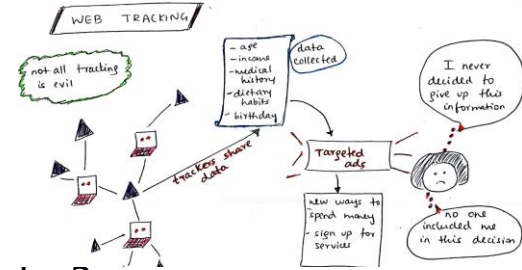 WEB TRACKING
not all tracking
is evil
- age
- income
- medical
history
- dietary
habits
- birthday
data
collected
trackers share
data
Targeted
ads
new ways to
spend money
- sign up for
services
I never
decided to
give up this
information
no one
included me
in this decision